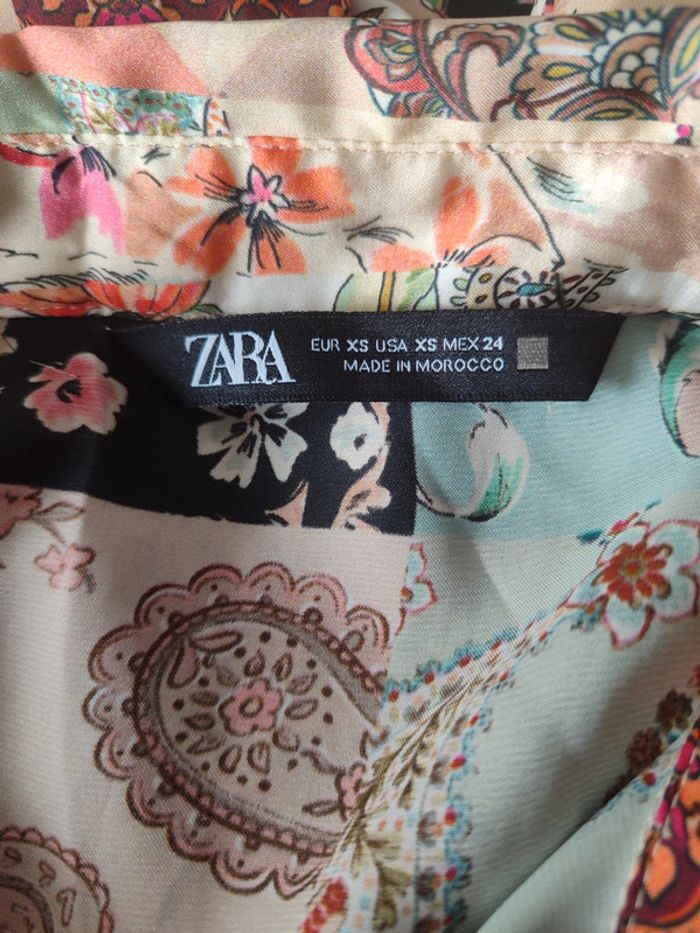 ZARA
EUR XS USA XS MEX 24
MADE IN MOROCCO